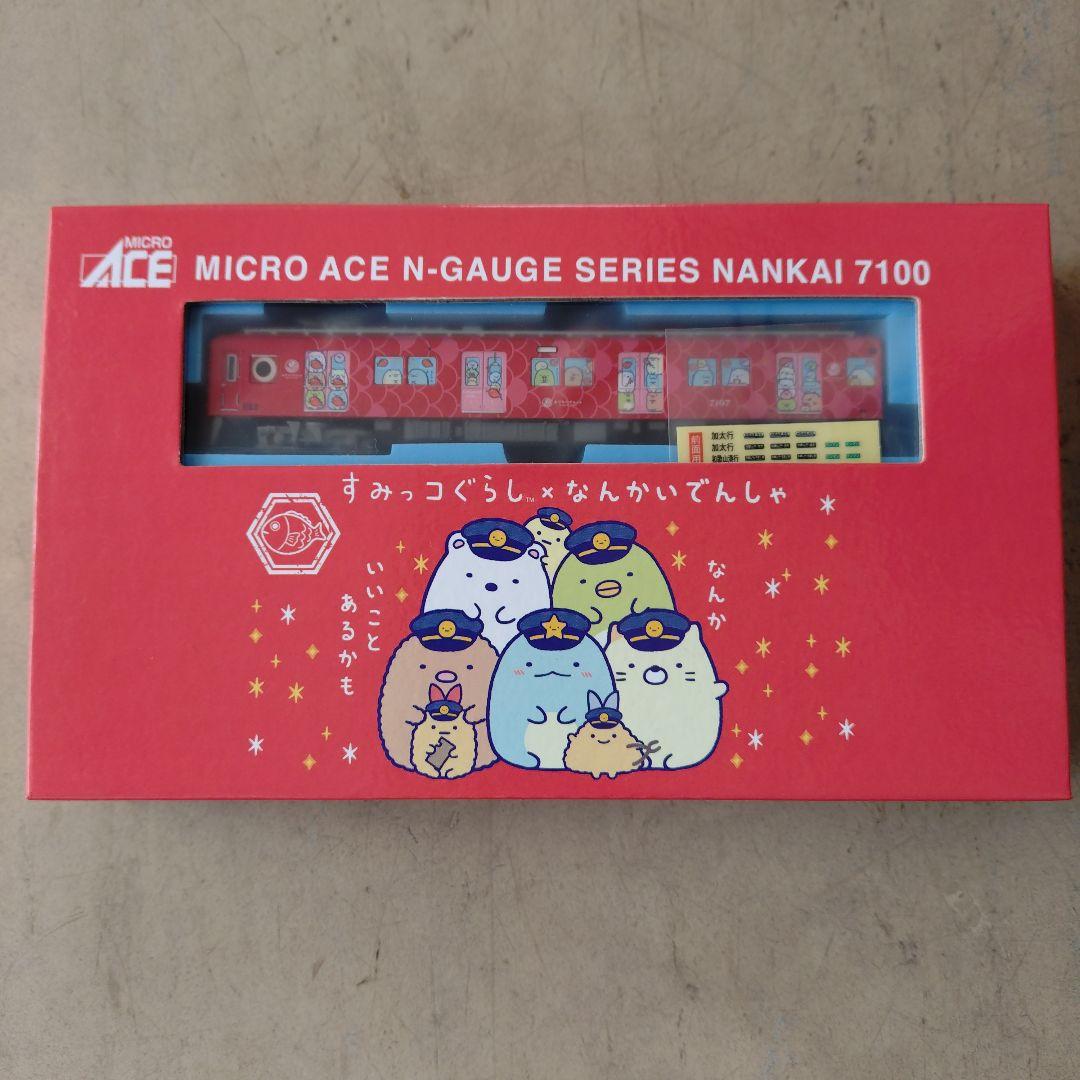 MICRO
ACE
MICRO ACE N-GAUGE SERIES NANKAI 7100
7107
前面用
加太行
加太行
和歌山港行
すみっコぐらし™×なんかいでんしゃ
なんか
いいこと
あるかも